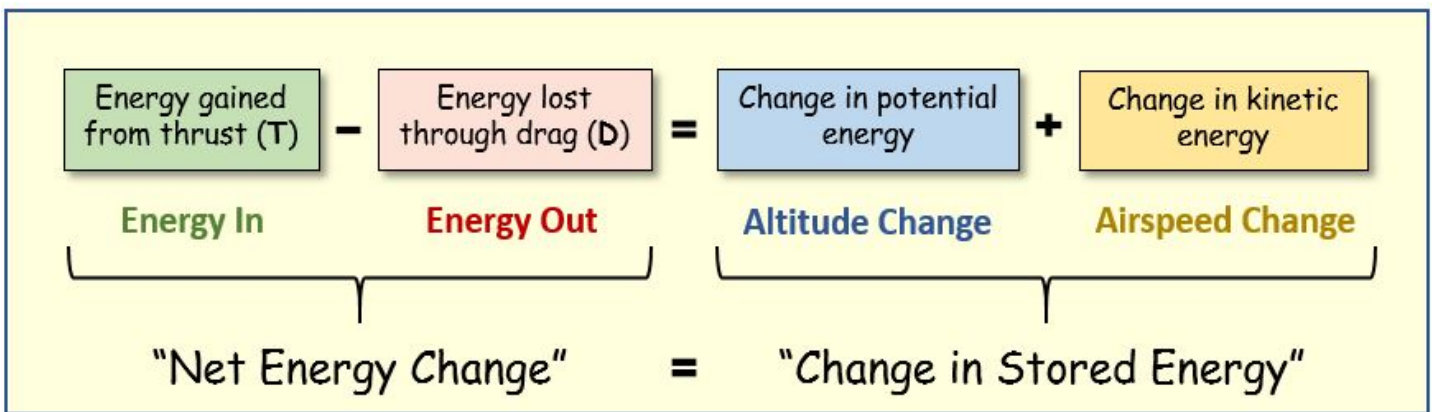 Energy gained
from thrust (T)
–
Energy lost
through drag (D)
=
Change in potential
energy
+
Change in kinetic
energy
Energy In
Energy Out
Altitude Change
Airspeed Change
“Net Energy Change” = “Change in Stored Energy”